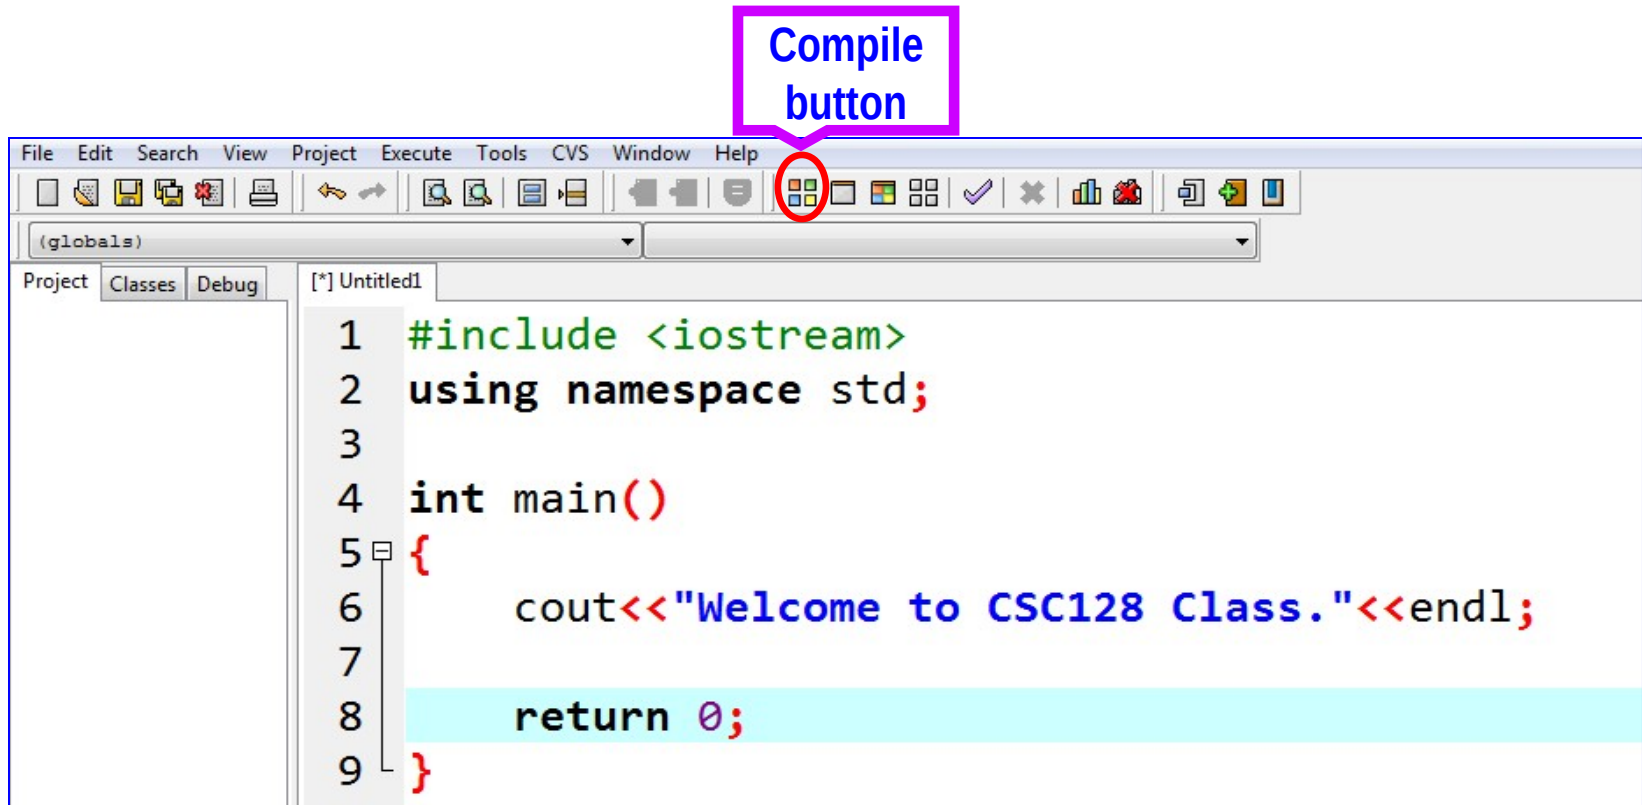 Compile
button
File Edit Search View Project Execute Tools CVS Window Help
(globals)
Project Classes Debug [*] Untitled1
1 #include <iostream>
2 using namespace std;
3
4 int main()
5 {
6 cout<<"Welcome to CSC128 Class."<<endl;
7
8 return 0;
9 }